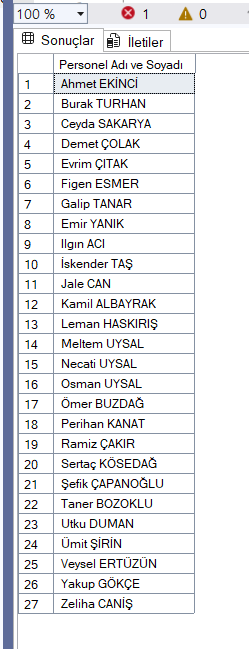 100 % 1 0
Sonuçlar İletiler
Personel Adı ve Soyadı
1 Ahmet EKİNCİ
2 Burak TURHAN
3 Ceyda SAKARYA
4 Demet ÇOLAK
5 Evrim ÇITAK
6 Figen ESMER
7 Galip TANAR
8 Emir YANIK
9 Ilgın ACI
10 İskender TAŞ
11 Jale CAN
12 Kamil ALBAYRAK
13 Leman HASKIRIŞ
14 Meltem UYSAL
15 Necati UYSAL
16 Osman UYSAL
17 Ömer BUZDAĞ
18 Perihan KANAT
19 Ramiz ÇAKIR
20 Sertaç KÖSEDAĞ
21 Şefik ÇAPANOĞLU
22 Taner BOZOKLU
23 Utku DUMAN
24 Ümit ŞİRİN
25 Veysel ERTÜZÜN
26 Yakup GÖKÇE
27 Zeliha CANİŞ